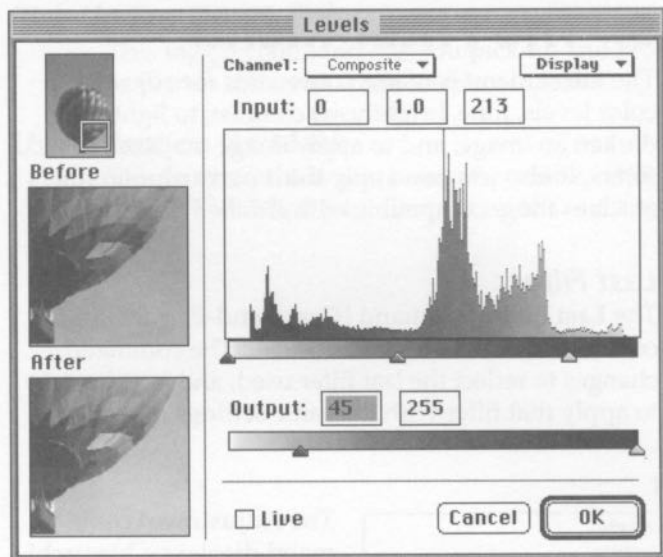 Levels
Channel: Composite Display
Input: 0 1.0 213
Before
After
Output: 45 255
Live
Cancel OK